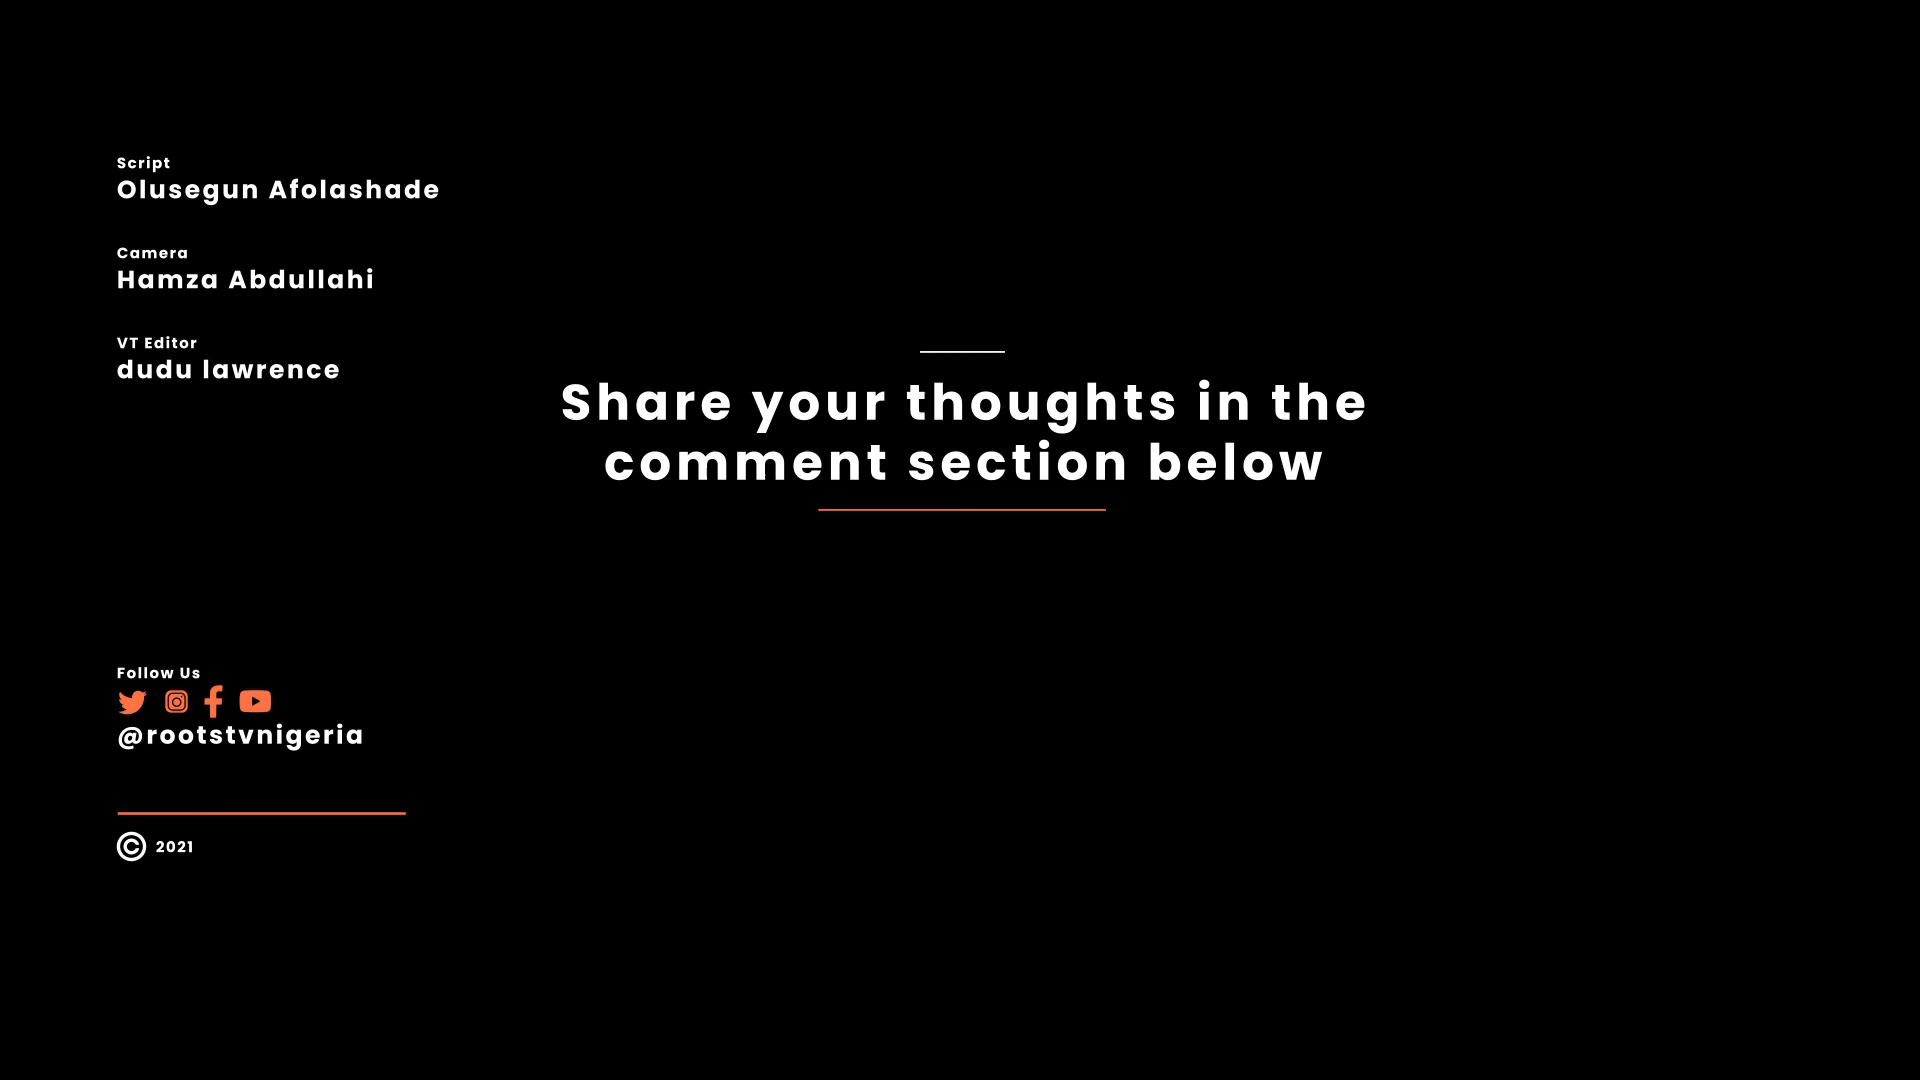 Script
Olusegun Afolashade
Camera
Hamza Abdullahi
VT Editor
dudu lawrence
Share your thoughts in the
comment section below
Follow Us
@rootstvnigeria
© 2021